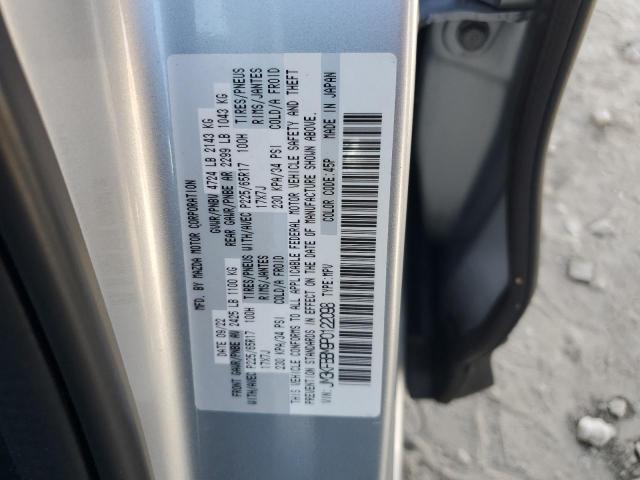 MFD. BY MAZDA MOTOR CORPORATION
DATE 09/22 GVWR/PNBV 4724 LB 2143 KG
FRONT GAWR/PNBE AV 2425 LB 1100 KG REAR GAWR/PNBE AR 2299 LB 1043 KG
WITH/AVEC P225/65R17 100H TIRES/PNEUS WITH/AVEC P225/65R17 100H TIRES/PNEUS
17X7J RIMS/JANTES 17X7J RIMS/JANTES
230 KPA/34 PSI COLD/A FROID 230 KPA/34 PSI COLD/A FROID
THIS VEHICLE CONFORMS TO ALL APPLICABLE FEDERAL MOTOR VEHICLE SAFETY AND THEFT
STANDARDS IN EFFECT ON THE DATE OF MANUFACTURE SHOWN ABOVE.
VIN: TYPE: MPV COLOR CODE: 45P MADE IN JAPAN